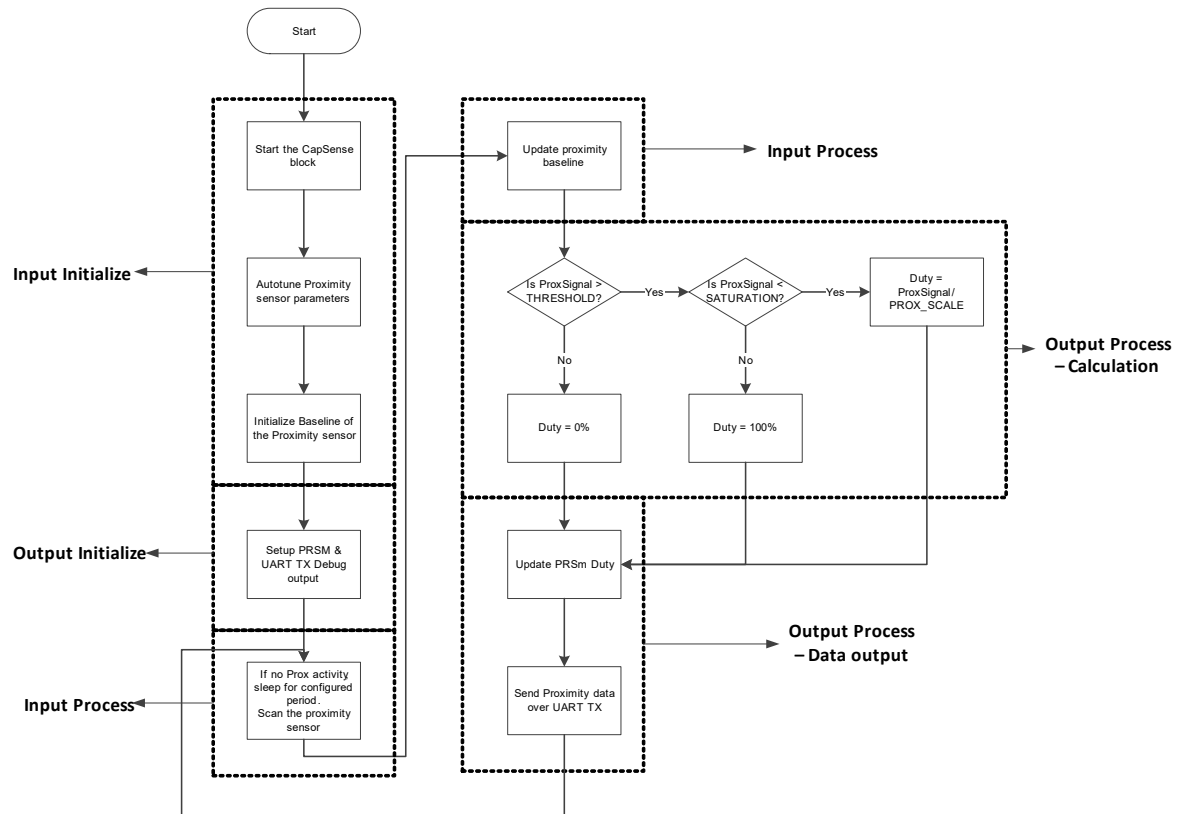 Start
Start the CapSense
block
Autotune Proximity
sensor parameters
Initialize Baseline of
the Proximity sensor
Input Initialize
Setup PRSM &
UART TX Debug
output
Output Initialize
If no Prox activity,
sleep for configured
period.
Scan the proximity
sensor
Input Process
Update proximity
baseline
Input Process
Is ProxSignal >
THRESHOLD?
Yes
Is ProxSignal <
SATURATION?
Yes
Duty =
ProxSignal/
PROX_SCALE
No
No
Duty = 0%
Duty = 100%
Output Process
– Calculation
Update PRSm Duty
Send Proximity data
over UART TX
Output Process
– Data output